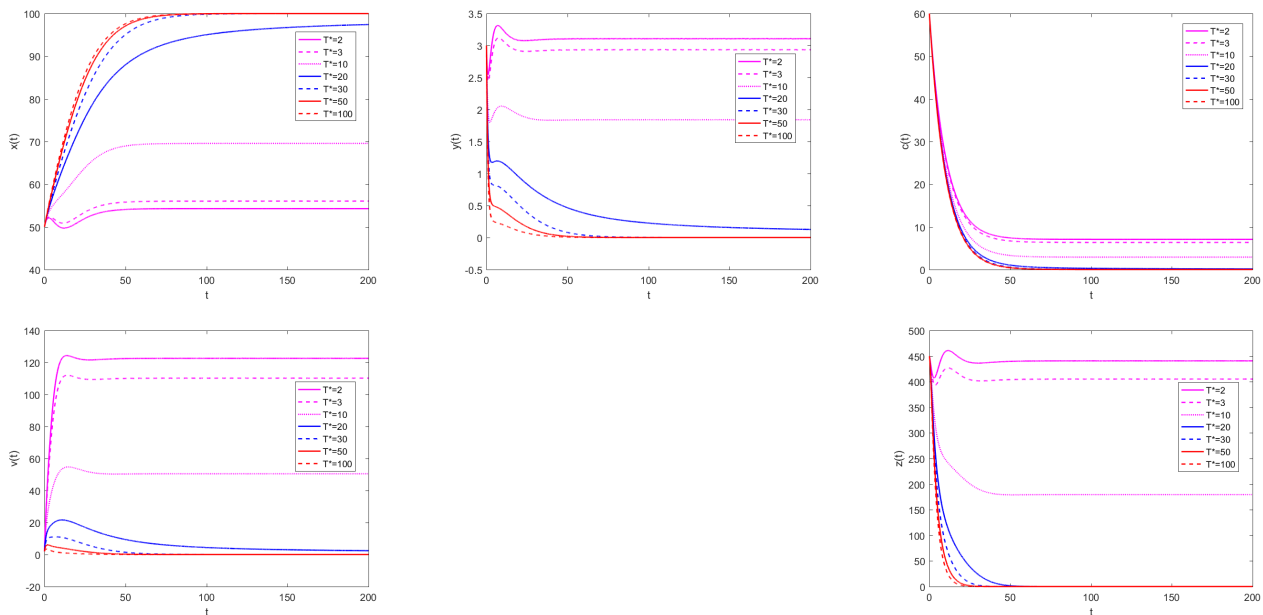 100
90
80
70
60
50
40
x(t)
0
50
100
150
200
t
T*=2
T*=3
T*=10
T*=20
T*=30
T*=50
T*=100
3.5
3
2.5
2
1.5
1
0.5
0
-0.5
y(t)
0
50
100
150
200
t
T*=2
T*=3
T*=10
T*=20
T*=30
T*=50
T*=100
60
50
40
30
20
10
0
c(t)
0
50
100
150
200
t
T*=2
T*=3
T*=10
T*=20
T*=30
T*=50
T*=100
140
120
100
80
60
40
20
0
-20
v(t)
0
50
100
150
200
t
T*=2
T*=3
T*=10
T*=20
T*=30
T*=50
T*=100
500
450
400
350
300
250
200
150
100
50
0
z(t)
0
50
100
150
200
t
T*=2
T*=3
T*=10
T*=20
T*=30
T*=50
T*=100